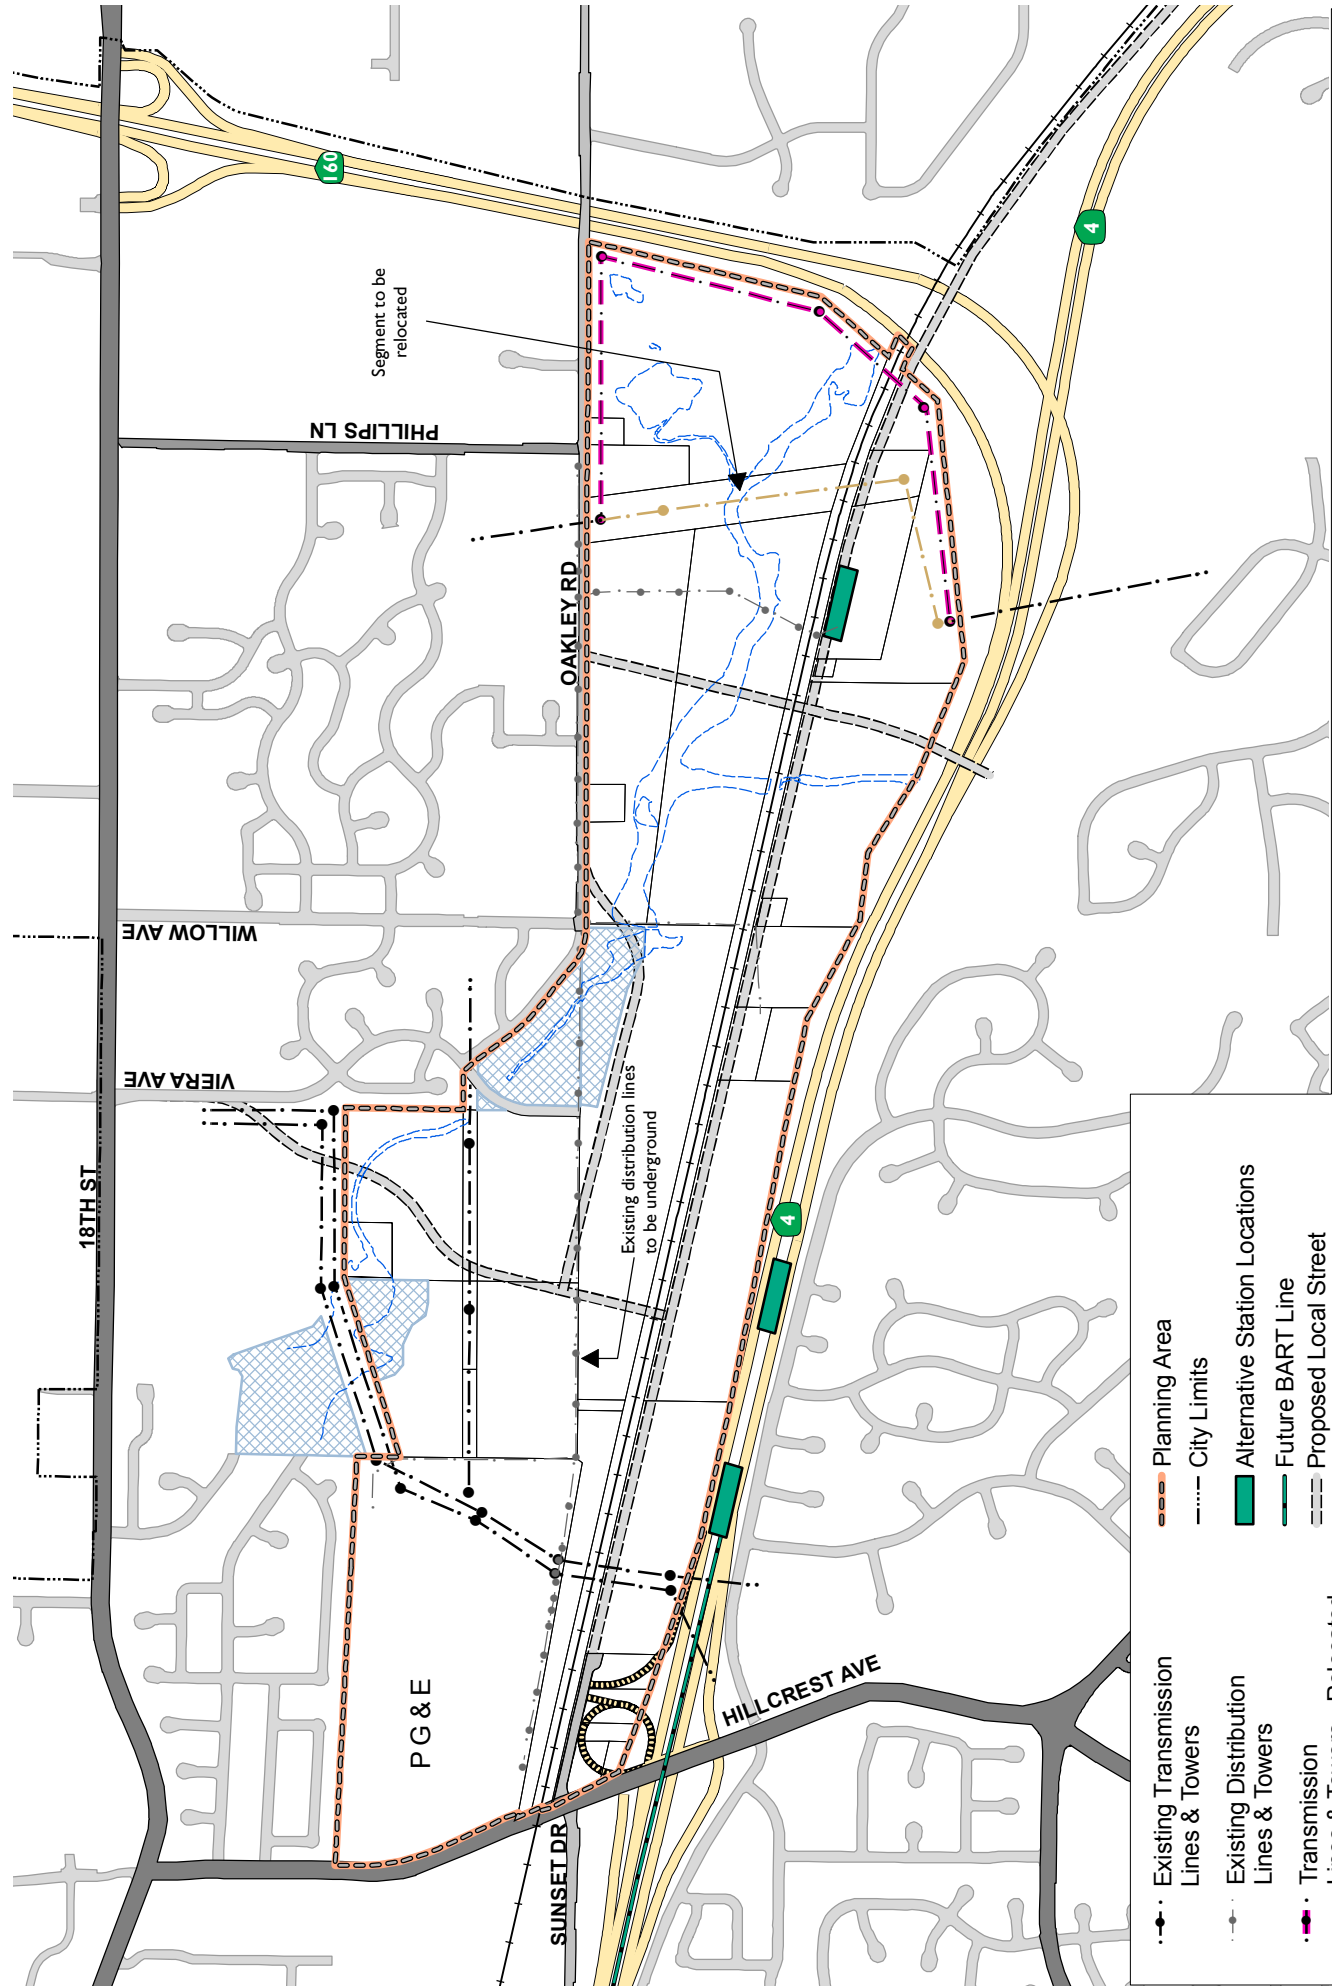 160
4
Segment to be
relocated
PHILLIPS LN
OAKLEY RD
WILLOW AVE
VIERA AVE
18TH ST
Existing distribution lines
to be underground
4
PG&E
HILLCREST AVE
SUNSET DR
Existing Transmission
Lines & Towers
Existing Distribution
Lines & Towers
Transmission
Planning Area
City Limits
Alternative Station Locations
Future BART Line
Proposed Local Street